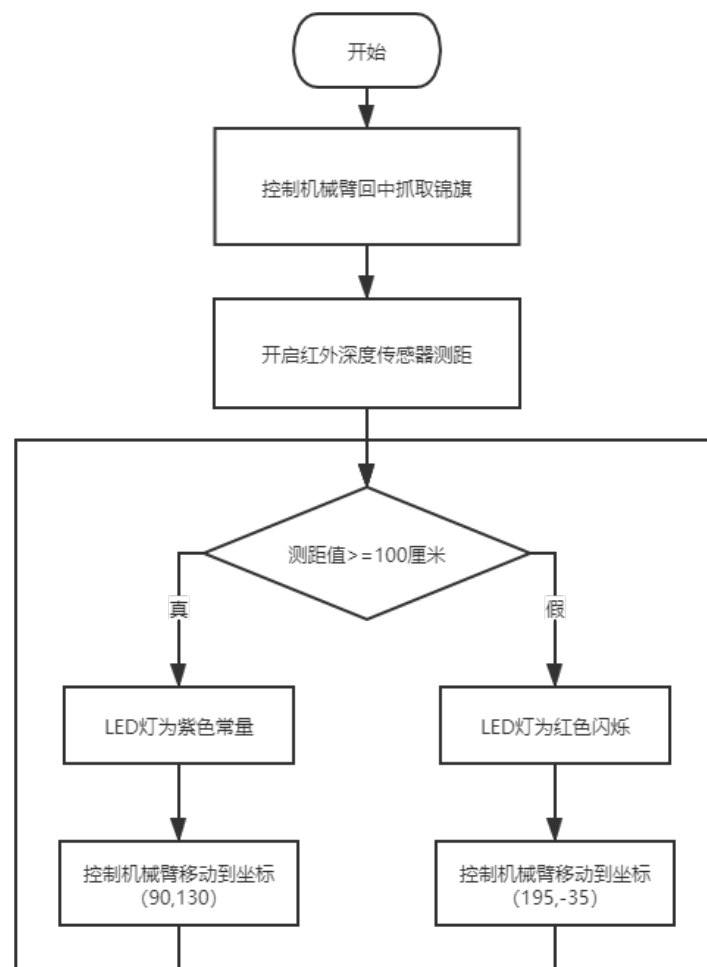 开始
控制机械臂回中抓取锦旗
开启红外深度传感器测距
测距值>=100厘米
真
假
LED灯为紫色常量
LED灯为红色闪烁
控制机械臂移动到坐标
（90,130）
控制机械臂移动到坐标
（195,-35）